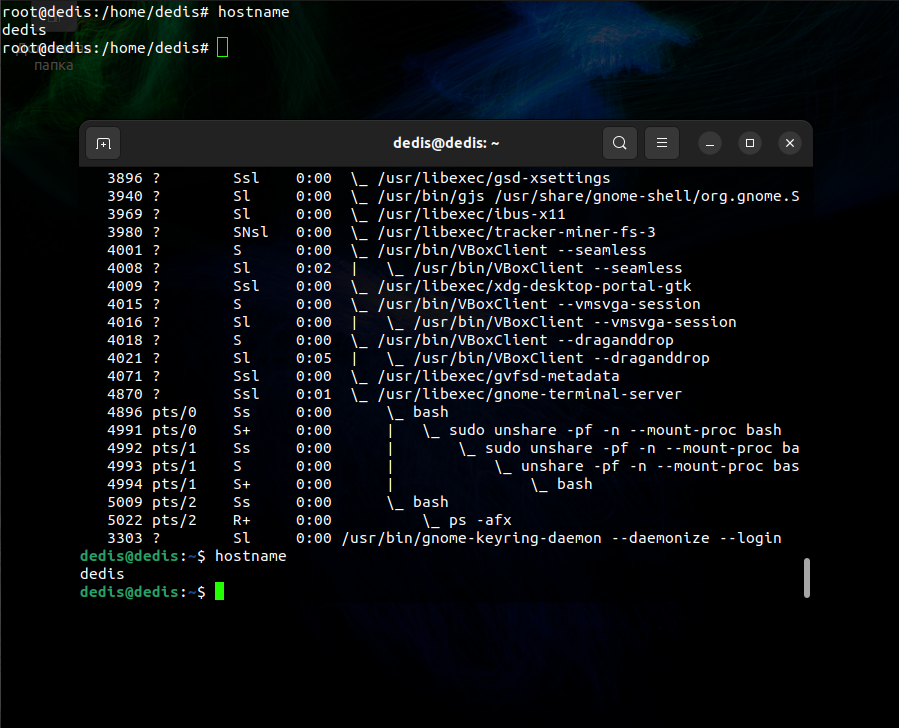 root@dedis:/home/dedis# hostname
dedis
root@dedis:/home/dedis#
папка
dedis@dedis: ~
3896 ?        Ssl    0:00  \_ /usr/libexec/gsd-xsettings
3940 ?        Sl     0:00  \_ /usr/bin/gjs /usr/share/gnome-shell/org.gnome.S
3969 ?        Sl     0:00  \_ /usr/libexec/ibus-x11
3980 ?        SNsl   0:00  \_ /usr/libexec/tracker-miner-fs-3
4001 ?        S      0:00  \_ /usr/bin/VBoxClient --seamless
4008 ?        Sl     0:02  |   \_ /usr/bin/VBoxClient --seamless
4009 ?        Ssl    0:00  \_ /usr/libexec/xdg-desktop-portal-gtk
4015 ?        S      0:00  \_ /usr/bin/VBoxClient --vmsvga-session
4016 ?        Sl     0:00  |   \_ /usr/bin/VBoxClient --vmsvga-session
4018 ?        S      0:00  \_ /usr/bin/VBoxClient --draganddrop
4021 ?        Sl     0:05  |   \_ /usr/bin/VBoxClient --draganddrop
4071 ?        Ssl    0:00  \_ /usr/libexec/gvfsd-metadata
4870 ?        Ssl    0:01  \_ /usr/libexec/gnome-terminal-server
4896 pts/0    Ss     0:00      \_ bash
4991 pts/0    S+     0:00      |   \_ sudo unshare -pf -n --mount-proc bash
4992 pts/1    Ss     0:00      |       \_ sudo unshare -pf -n --mount-proc ba
4993 pts/1    S      0:00      |           \_ unshare -pf -n --mount-proc bas
4994 pts/1    S+     0:00      |               \_ bash
5009 pts/2    Ss     0:00      \_ bash
5022 pts/2    R+     0:00          \_ ps -afx
3303 ?        Sl     0:00 /usr/bin/gnome-keyring-daemon --daemonize --login
dedis@dedis:~$ hostname
dedis
dedis@dedis:~$